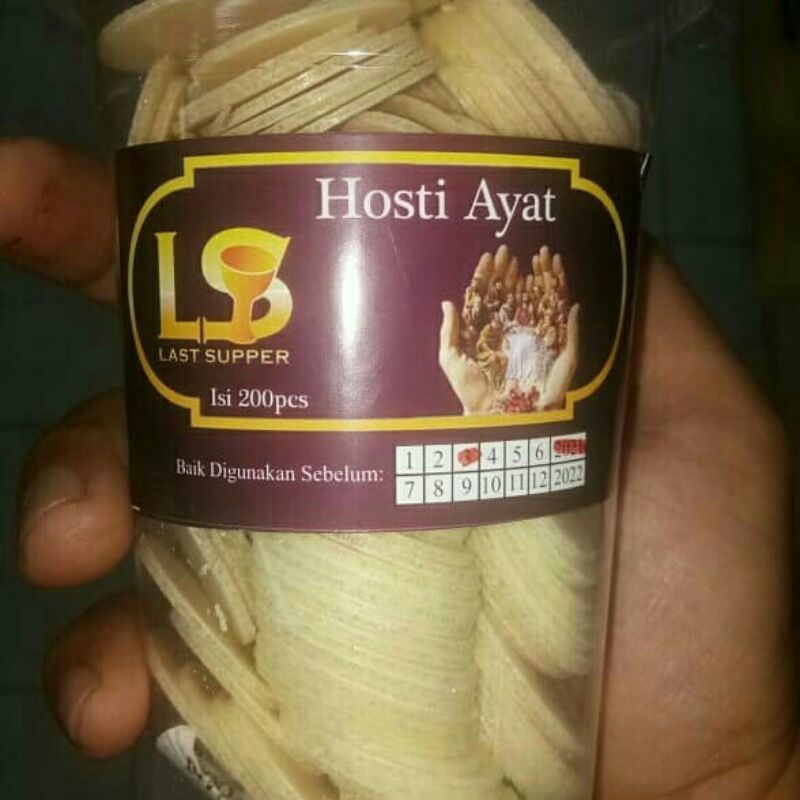 Hosti Ayat
LS
LAST SUPPER
Isi 200pcs
Baik Digunakan Sebelum:
1 2 3 4 5 6 2021
7 8 9 10 11 12 2022